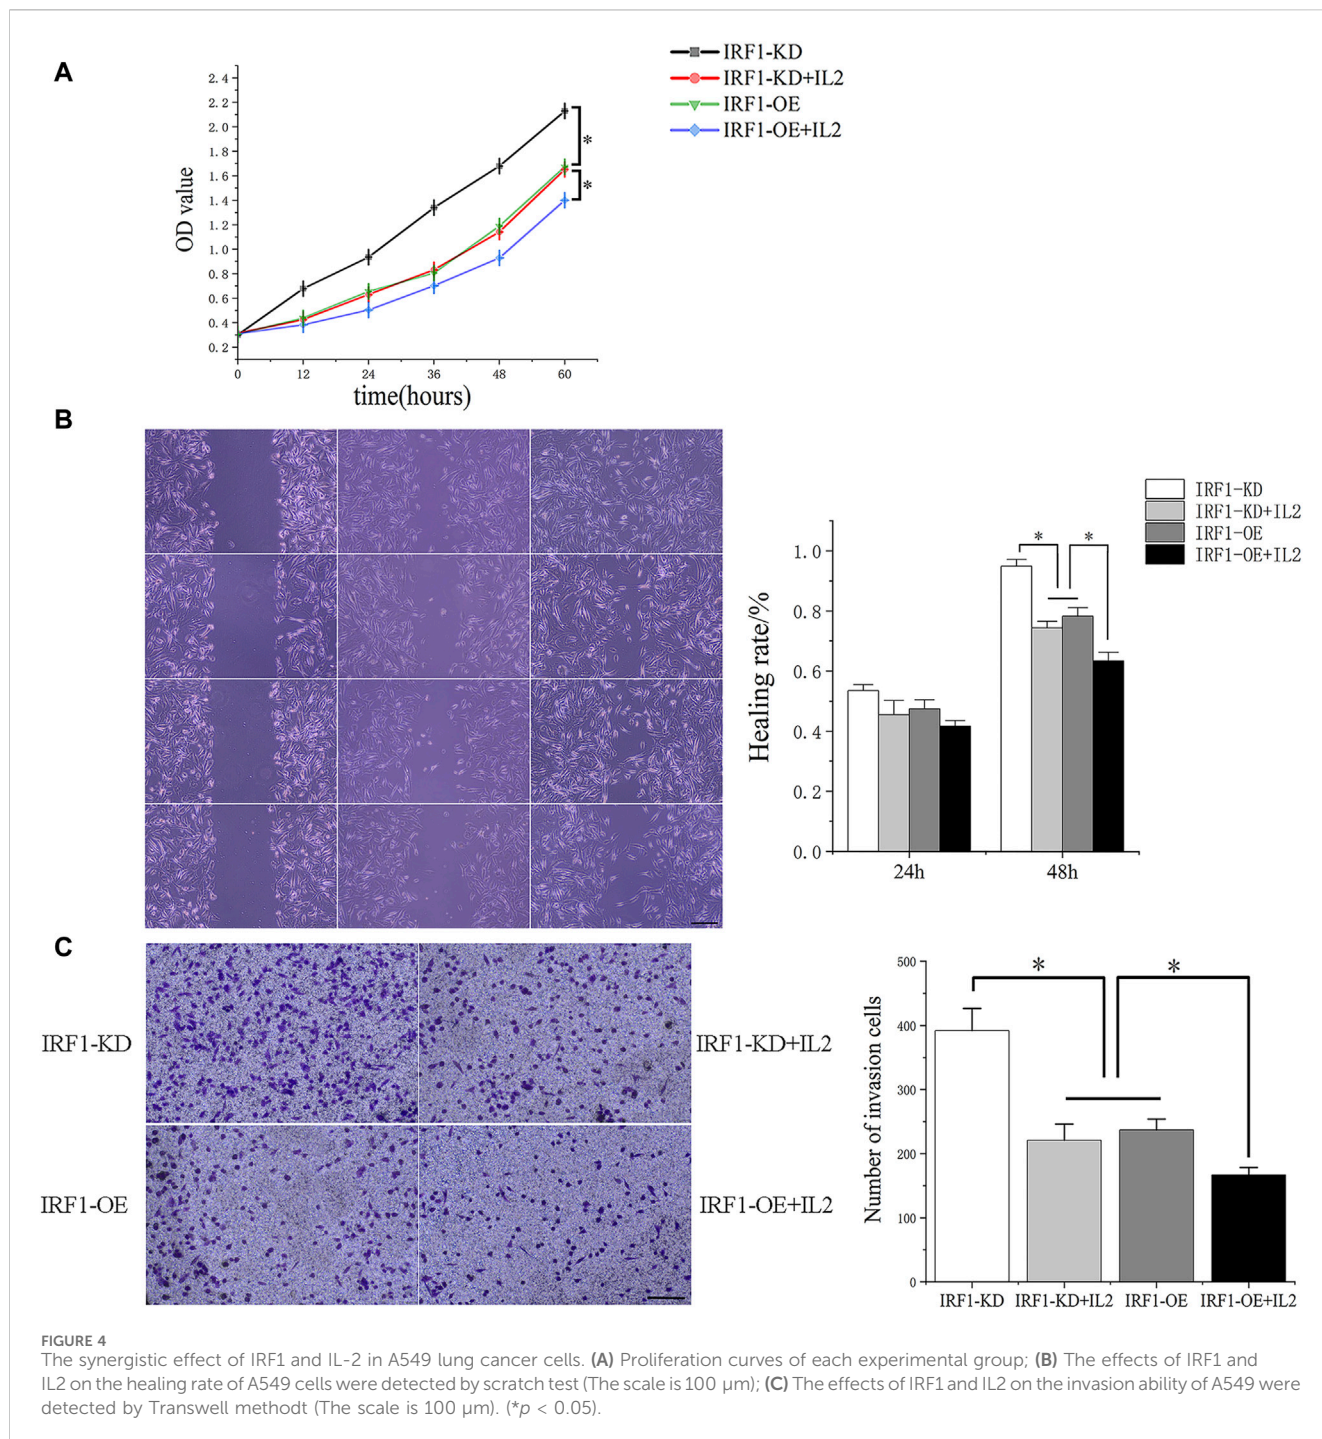 A
IRF1-KD
IRF1-KD+IL2
IRF1-OE
IRF1-OE+IL2
2.4
2.2
2.0
1.8
1.6
1.4
1.2
1.0
0.8
0.6
0.4
0.2
OD value
*
*
0 12 24 36 48 60
time(hours)
B
IRF1-KD
IRF1-KD+IL2
IRF1-OE
IRF1-OE+IL2
1.0
0.8
0.6
0.4
0.2
0.0
Healing rate/%
* *
24h 48h
C
IRF1-KD
IRF1-KD+IL2
IRF1-OE
IRF1-OE+IL2
500
400
300
200
100
0
Number of invasion cells
* *
IRF1-KD IRF1-KD+IL2 IRF1-OE IRF1-OE+IL2
FIGURE 4
The synergistic effect of IRF1 and IL-2 in A549 lung cancer cells. (A) Proliferation curves of each experimental group; (B) The effects of IRF1 and
IL2 on the healing rate of A549 cells were detected by scratch test (The scale is 100 μm); (C) The effects of IRF1 and IL2 on the invasion ability of A549 were
detected by Transwell methodt (The scale is 100 μm). (*p < 0.05).